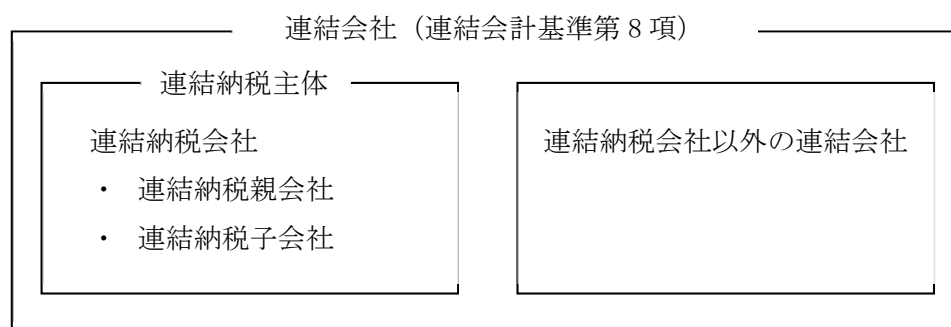 連結会社（連結会計基準第 8 項）
連結納税主体
連結納税会社
・ 連結納税親会社
・ 連結納税子会社
連結納税会社以外の連結会社